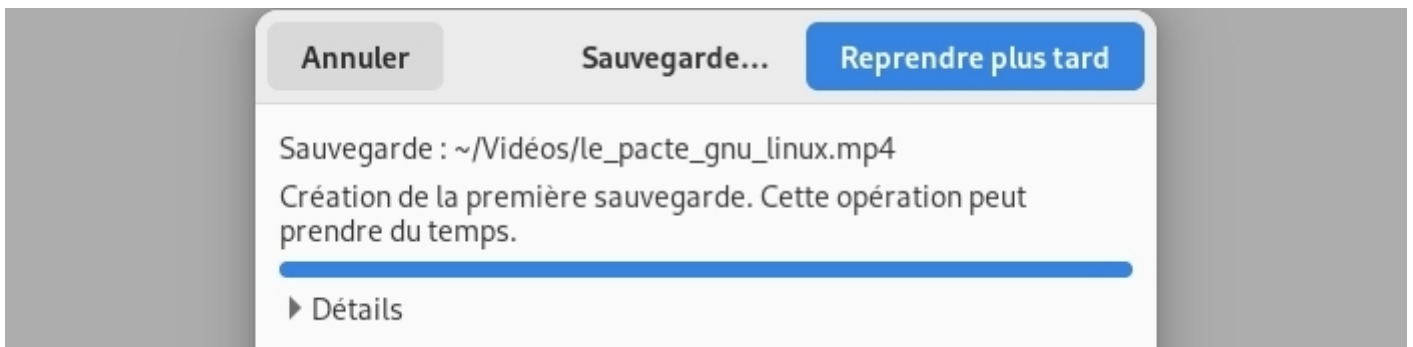 Annuler Sauvegarde… Reprendre plus tard
Sauvegarde : ~/Vidéos/le_pacte_gnu_linux.mp4
Création de la première sauvegarde. Cette opération peut
prendre du temps.
Détails